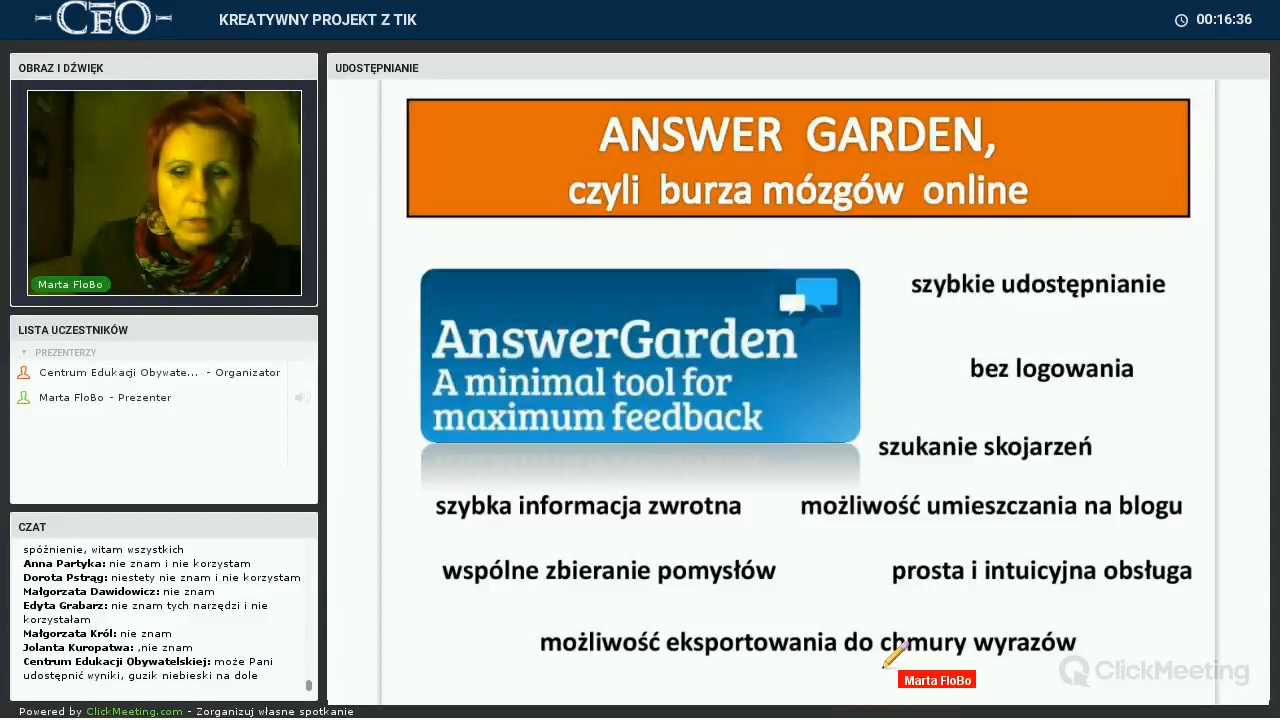 CEO
KREATYWNY PROJEKT Z TIK
00:16:36
OBRAZ I DŹWIĘK
Marta FloBo
LISTA UCZESTNIKÓW
PREZENTERZY
Centrum Edukacji Obywate... - Organizator
Marta FloBo - Prezenter
CZAT
spóźnienie, witam wszystkich
Anna Partyka: nie znam i nie korzystam
Dorota Pstrąg: niestety nie znam i nie korzystam
Małgorzata Dawidowicz: nie znam
Edyta Grabarz: nie znam tych narzędzi i nie
korzystałam
Małgorzata Król: nie znam
Jolanta Kuropatwa: ,nie znam
Centrum Edukacji Obywatelskiej: może Pani
udostępnić wyniki, guzik niebieski na dole
UDOSTĘPNIANIE
ANSWER GARDEN,
czyli burza mózgów online
AnswerGarden
A minimal tool for
maximum feedback
szybkie udostępnianie
bez logowania
szukanie skojarzeń
szybka informacja zwrotna
możliwość umieszczania na blogu
wspólne zbieranie pomysłów
prosta i intuicyjna obsługa
możliwość eksportowania do chmury wyrazów
Marta FloBo
ClickMeeting
Powered by ClickMeeting.com - Zorganizuj własne spotkanie